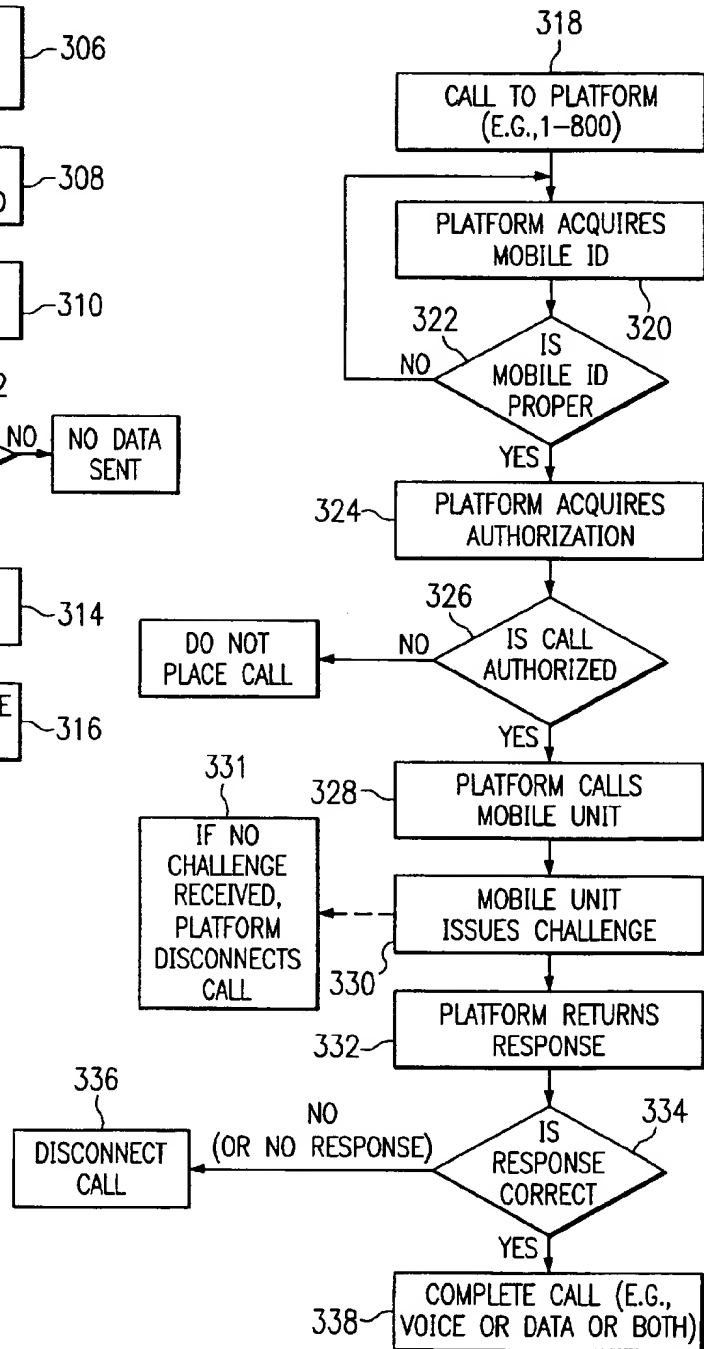 306
308
D
310
2
NO
NO DATA
SENT
314
E
316
318
CALL TO PLATFORM
(E.G.,1-800)
PLATFORM ACQUIRES
MOBILE ID
320
322
IS
MOBILE ID
PROPER
NO
YES
324
PLATFORM ACQUIRES
AUTHORIZATION
326
IS CALL
AUTHORIZED
NO
DO NOT
PLACE CALL
YES
328
PLATFORM CALLS
MOBILE UNIT
331
IF NO
CHALLENGE
RECEIVED,
PLATFORM
DISCONNECTS
CALL
MOBILE UNIT
ISSUES CHALLENGE
330
PLATFORM RETURNS
RESPONSE
332
334
IS
RESPONSE
CORRECT
NO
(OR NO RESPONSE)
336
DISCONNECT
CALL
YES
COMPLETE CALL (E.G.,
VOICE OR DATA OR BOTH)
338